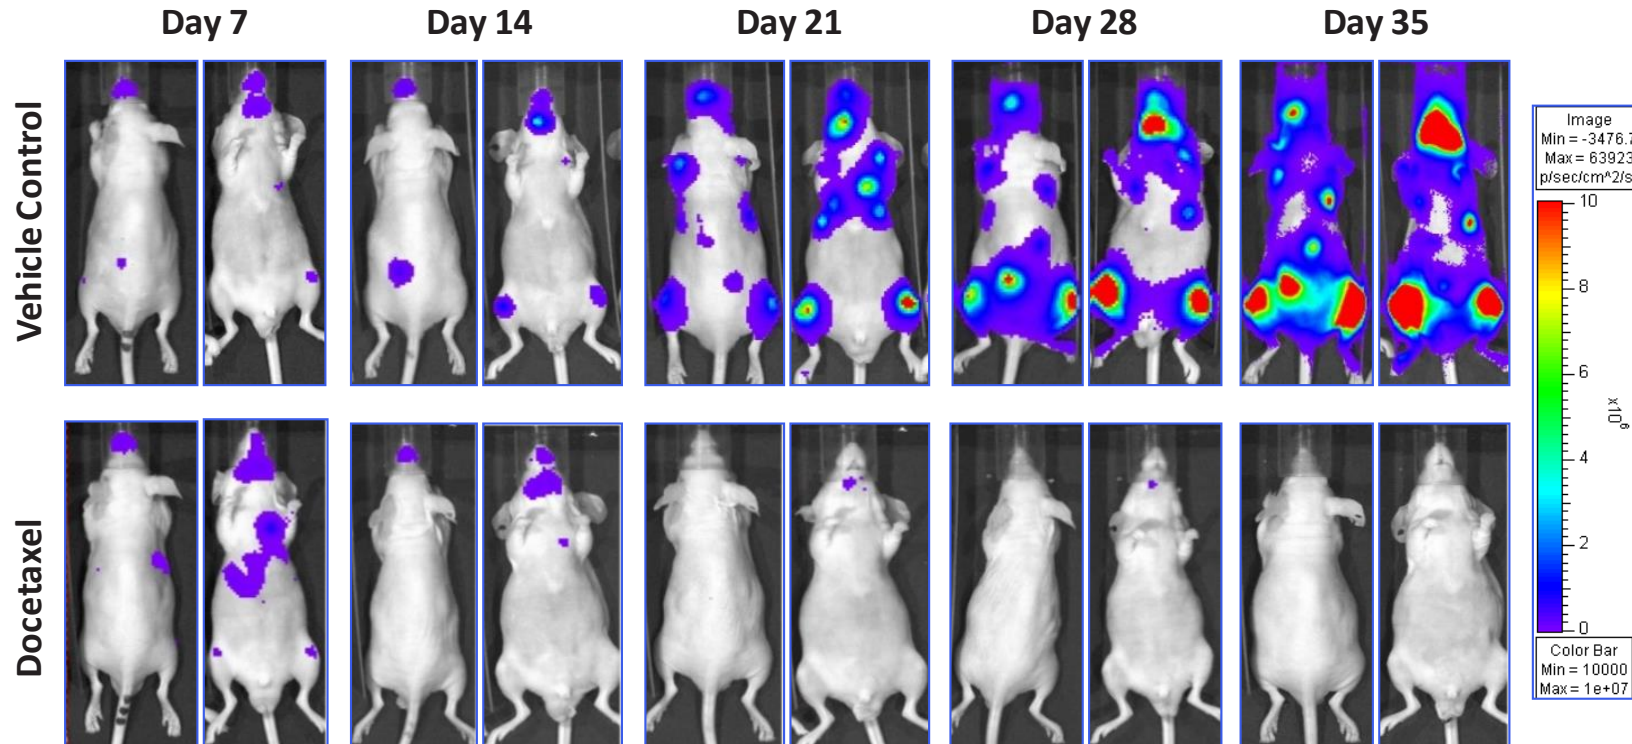 Day 7 Day 14 Day 21 Day 28 Day 35
Vehicle Control
Docetaxel
Image
Min = -3476.7
Max = 63923
p/sec/cm^2/s
10
8
6
4
2
0
x10^6
Color Bar
Min = 10000
Max = 1e+07